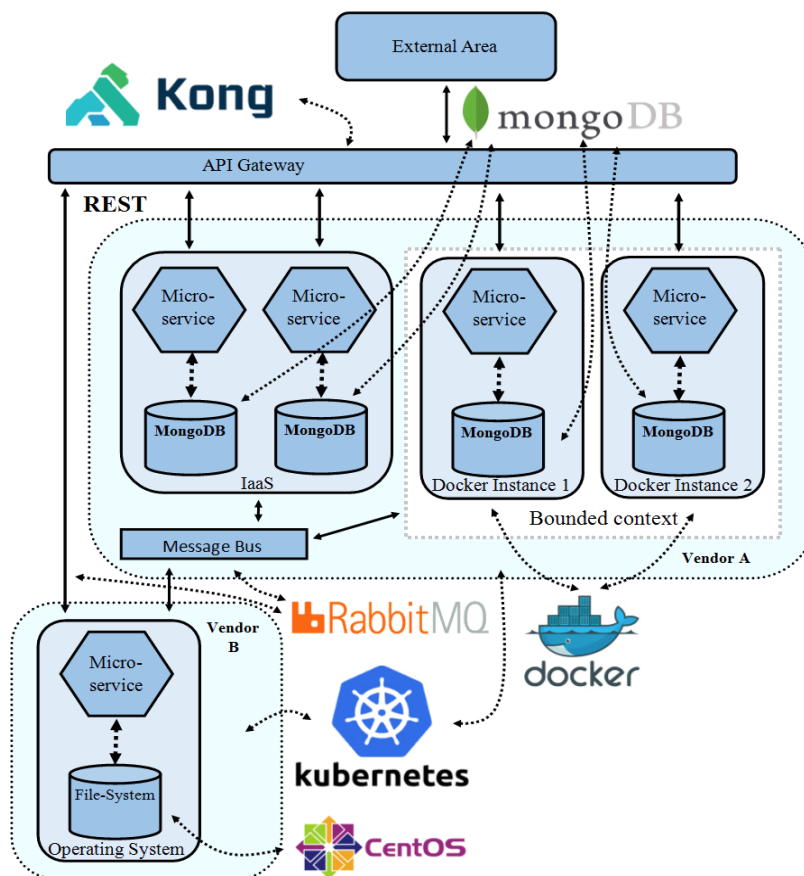 External Area
Kong
mongoDB
API Gateway
REST
Micro-
service
Micro-
service
Micro-
service
Micro-
service
MongoDB
MongoDB
MongoDB
MongoDB
IaaS
Docker Instance 1
Docker Instance 2
Bounded context
Message Bus
Vendor A
RabbitMQ
Vendor
B
docker
Micro-
service
kubernetes
File-System
Operating System
CentOS